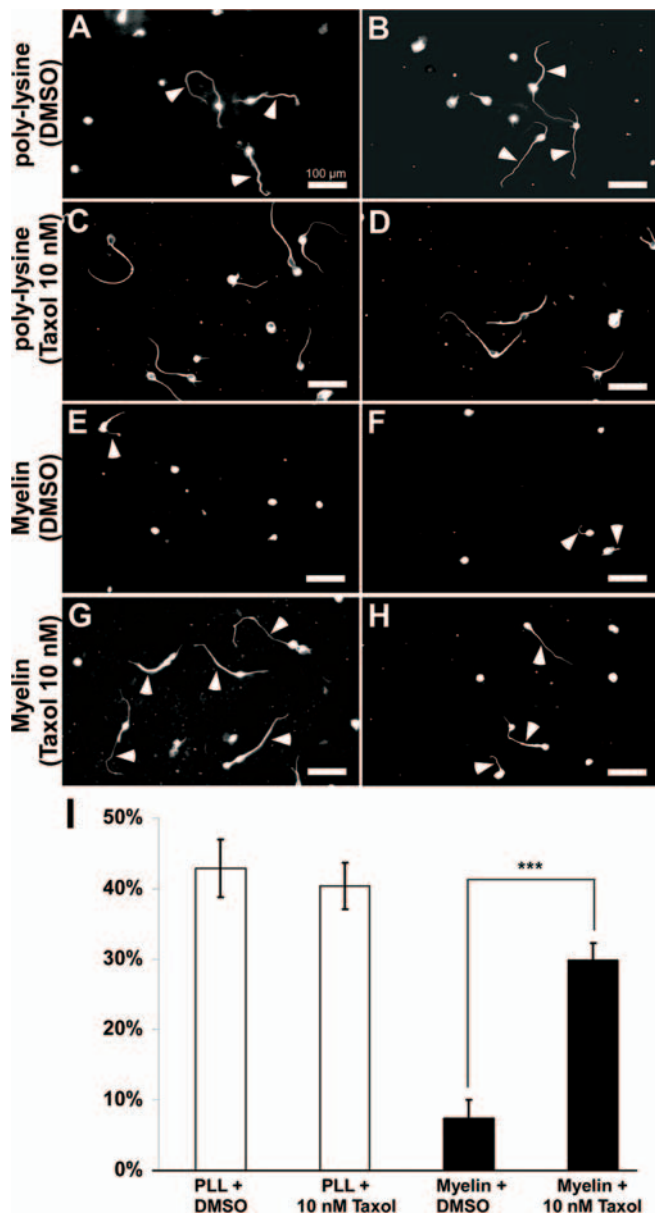 poly-lysine
(DMSO)
A
100 µm
B
poly-lysine
(Taxol 10 nM)
C
D
Myelin
(DMSO)
E
F
Myelin
(Taxol 10 nM)
G
H
I
50%
40%
30%
20%
10%
0%
***
PLL +
DMSO
PLL +
10 nM Taxol
Myelin +
DMSO
Myelin +
10 nM Taxol